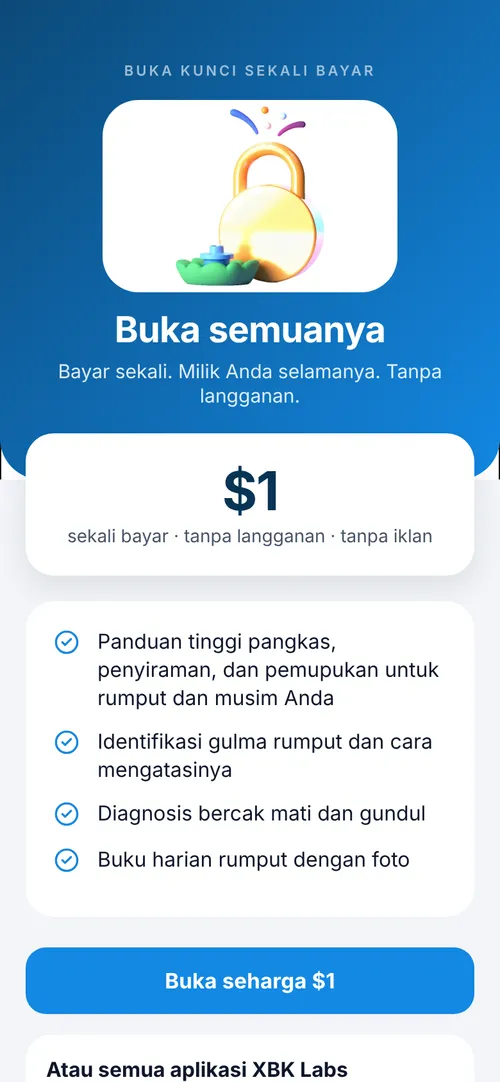 BUKA KUNCI SEKALI BAYAR
Buka semuanya
Bayar sekali. Milik Anda selamanya. Tanpa
langganan.
$1
sekali bayar · tanpa langganan · tanpa iklan
Panduan tinggi pangkas,
penyiraman, dan pemupukan untuk
rumput dan musim Anda
Identifikasi gulma rumput dan cara
mengatasinya
Diagnosis bercak mati dan gundul
Buku harian rumput dengan foto
Buka seharga $1
Atau semua aplikasi XBK Labs